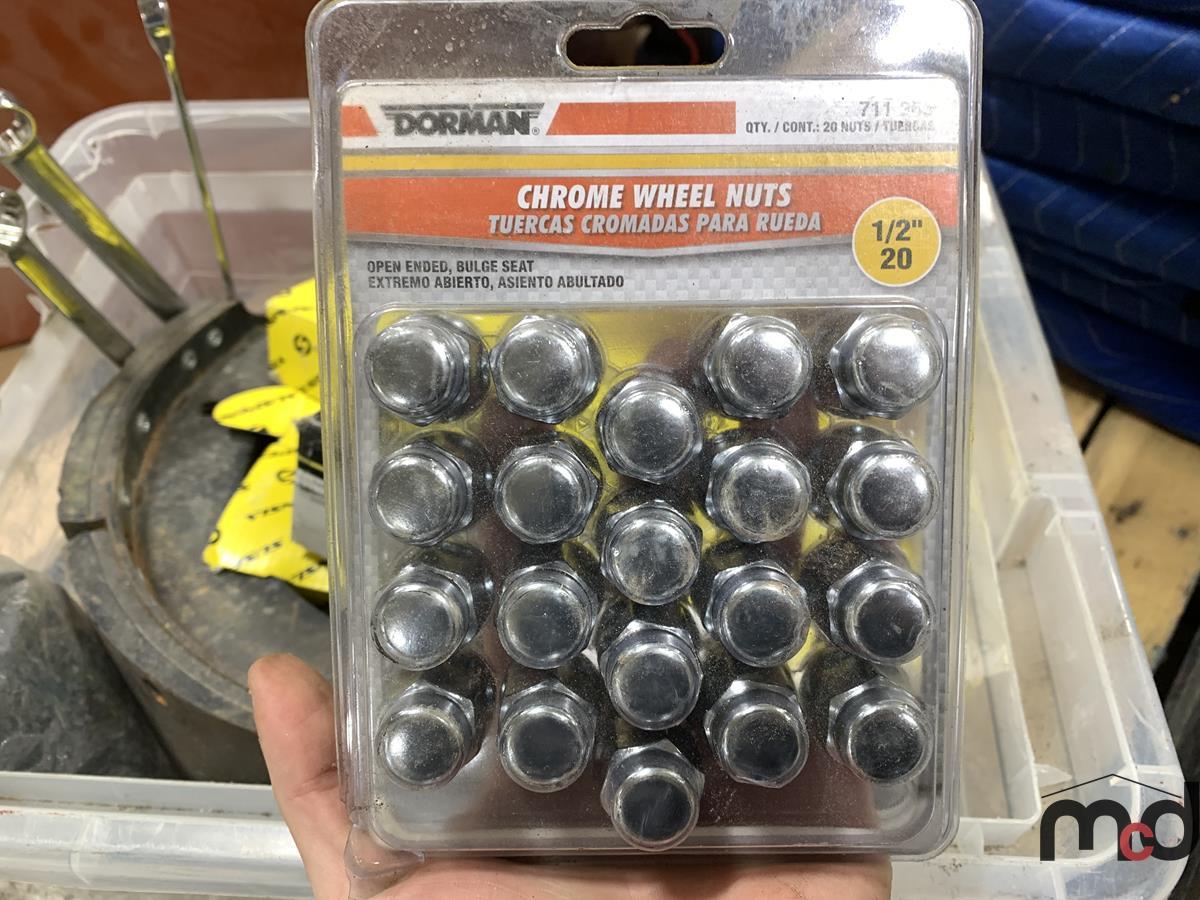 DORMAN®
QTY. / CONT.: 20 NUTS / TUERCAS
CHROME WHEEL NUTS
TUERCAS CROMADAS PARA RUEDA
1/2"
20
OPEN ENDED, BULGE SEAT
EXTREMO ABIERTO, ASIENTO ABULTADO
mcd